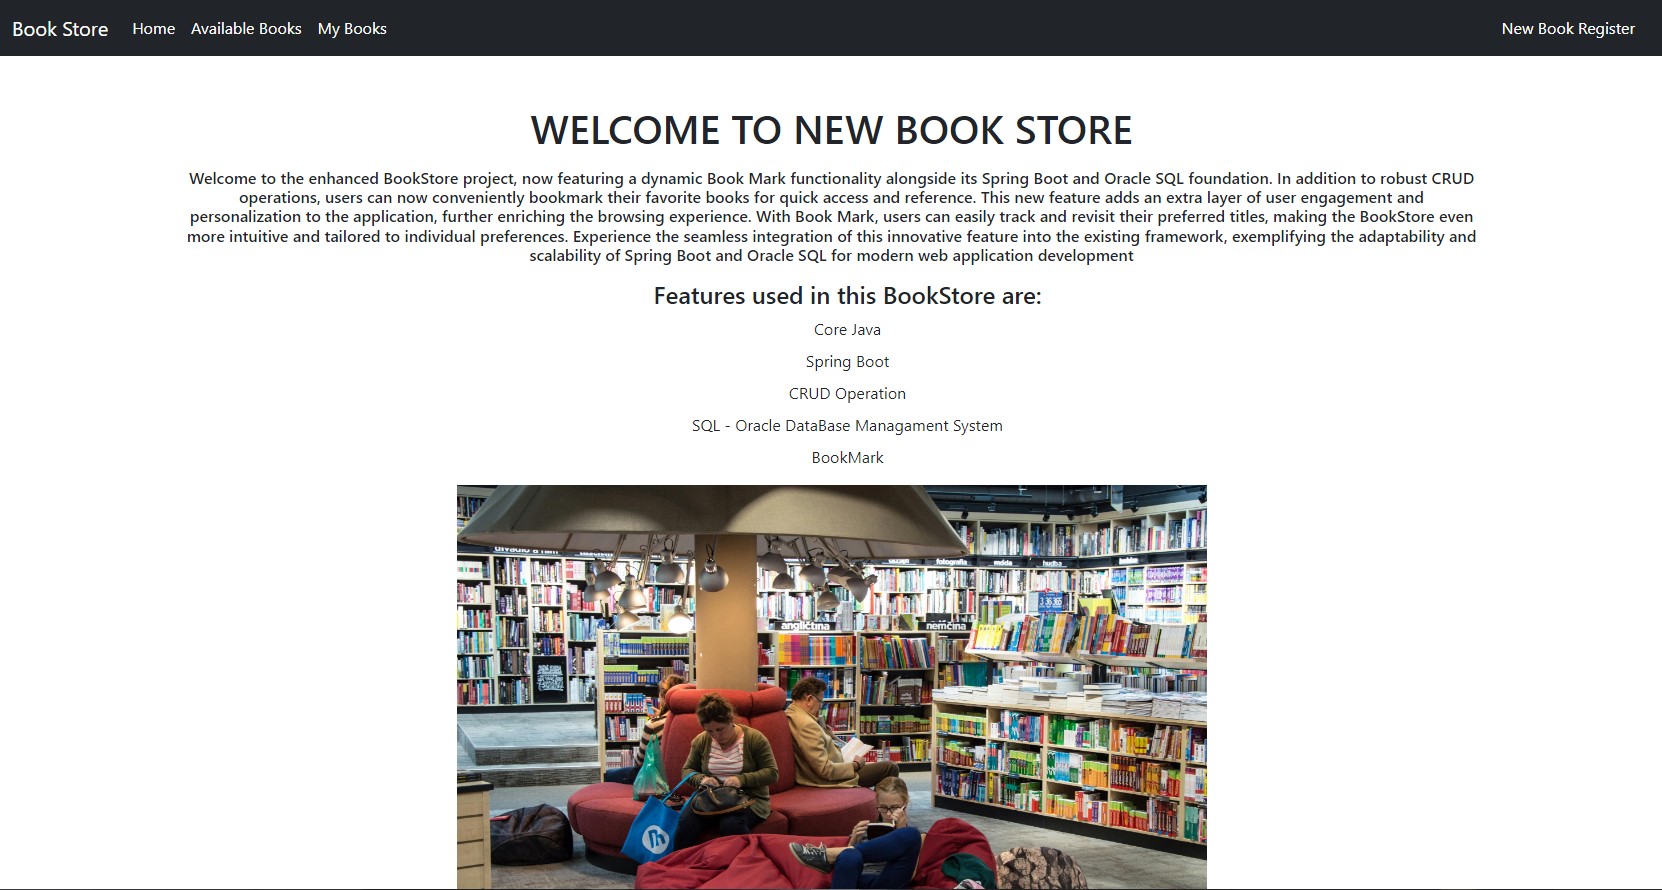 Book Store Home Available Books My Books New Book Register
WELCOME TO NEW BOOK STORE
Welcome to the enhanced BookStore project, now featuring a dynamic Book Mark functionality alongside its Spring Boot and Oracle SQL foundation. In addition to robust CRUD
operations, users can now conveniently bookmark their favorite books for quick access and reference. This new feature adds an extra layer of user engagement and
personalization to the application, further enriching the browsing experience. With Book Mark, users can easily track and revisit their preferred titles, making the BookStore even
more intuitive and tailored to individual preferences. Experience the seamless integration of this innovative feature into the existing framework, exemplifying the adaptability and
scalability of Spring Boot and Oracle SQL for modern web application development
Features used in this BookStore are:
Core Java
Spring Boot
CRUD Operation
SQL - Oracle DataBase Managament System
BookMark
fotografia
hudba
angličtina
nemčina